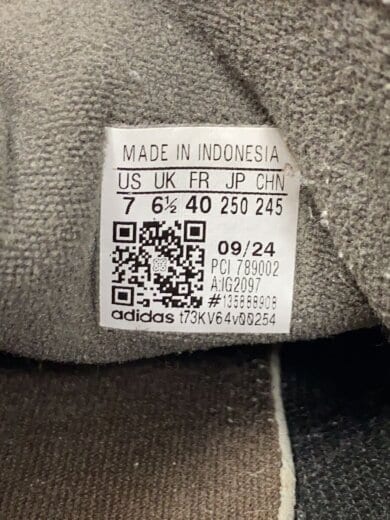 MADE IN INDONESIA
US UK FR JP CHN
7 6½ 40 250 245
09/24
PCI 789002
A:IG2097
#135888908
adidas t73KV64v00254